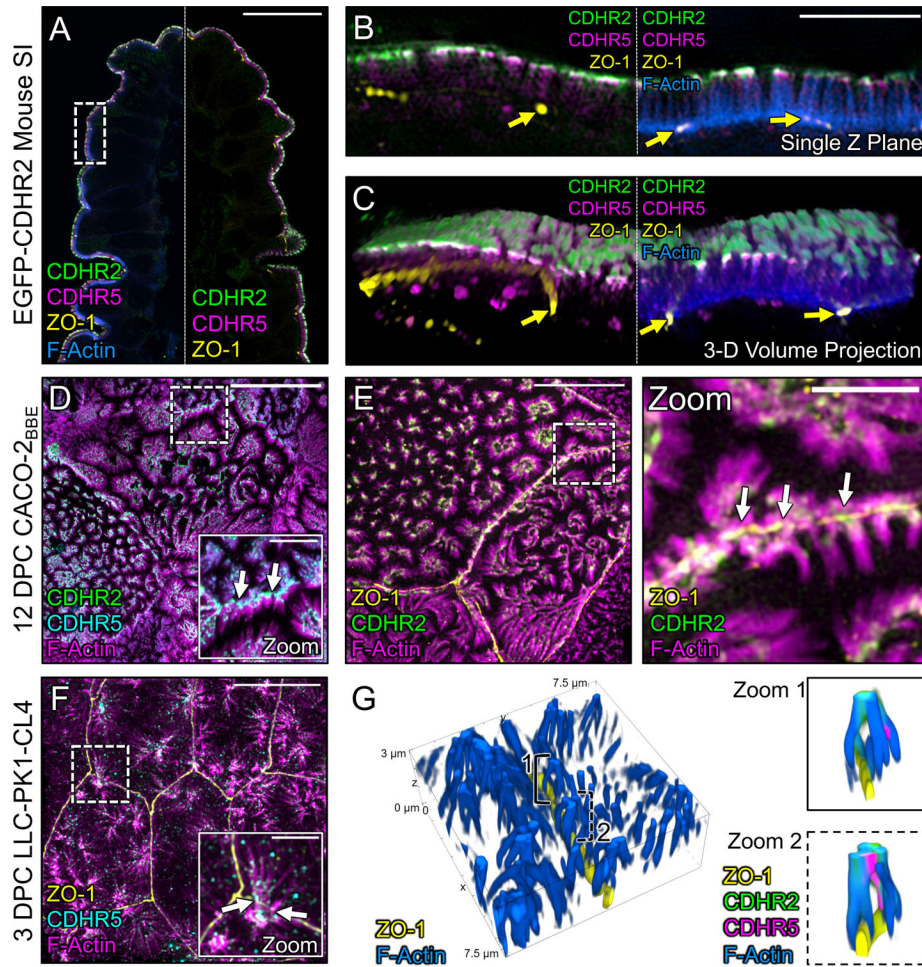 EGFP-CDHR2 Mouse SI
A
CDHR2
CDHR5
ZO-1
F-Actin
CDHR2
CDHR5
ZO-1
B
CDHR2
CDHR5
ZO-1
CDHR2
CDHR5
ZO-1
F-Actin
Single Z Plane
C
CDHR2
CDHR5
ZO-1
CDHR2
CDHR5
ZO-1
F-Actin
3-D Volume Projection
12 DPC CACO-2BBE
D
CDHR2
CDHR5
F-Actin
Zoom
E
ZO-1
CDHR2
F-Actin
Zoom
ZO-1
CDHR2
F-Actin
3 DPC LLC-PK1-CL4
F
ZO-1
CDHR5
F-Actin
Zoom
G
7.5 µm
y
3 µm
z
0 µm
0
x
7.5 µm
1
2
ZO-1
F-Actin
Zoom 1
Zoom 2
ZO-1
CDHR2
CDHR5
F-Actin